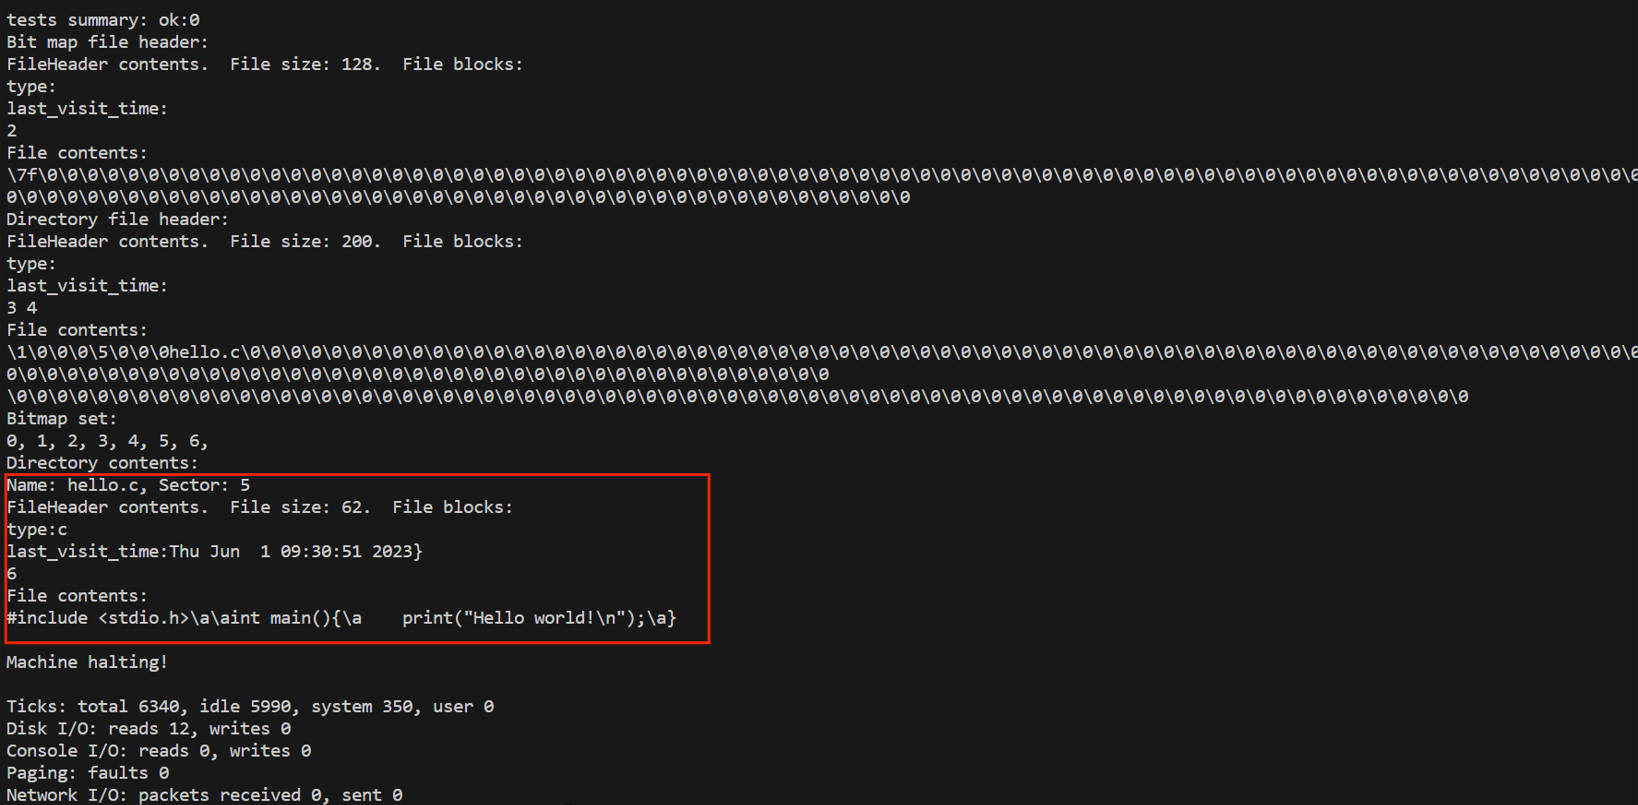 tests summary: ok:0
Bit map file header:
FileHeader contents.  File size: 128.  File blocks:
type:
last_visit_time:
2
File contents:
\7f\0\0\0\0\0\0\0\0\0\0\0\0\0\0\0\0\0\0\0\0\0\0\0\0\0\0\0\0\0\0\0\0\0\0\0\0\0\0\0\0\0\0\0\0\0\0\0\0\0\0\0\0\0\0\0\0\0\0\0\0\0\0\0\0\0\0\0\0\0\0\0\0\0\0\0\0\0\0\0
0\0\0\0\0\0\0\0\0\0\0\0\0\0\0\0\0\0\0\0\0\0\0\0\0\0\0\0\0\0\0\0\0\0\0\0\0\0\0\0\0\0\0\0\0
Directory file header:
FileHeader contents.  File size: 200.  File blocks:
type:
last_visit_time:
3 4
File contents:
\1\0\0\0\5\0\0\0hello.c\0\0\0\0\0\0\0\0\0\0\0\0\0\0\0\0\0\0\0\0\0\0\0\0\0\0\0\0\0\0\0\0\0\0\0\0\0\0\0\0\0\0\0\0\0\0\0\0\0\0\0\0\0\0\0\0\0\0\0\0\0\0\0\0\0\0\0\0\0
0\0\0\0\0\0\0\0\0\0\0\0\0\0\0\0\0\0\0\0\0\0\0\0\0\0\0\0\0\0\0\0\0\0\0\0\0\0\0\0\0
\0\0\0\0\0\0\0\0\0\0\0\0\0\0\0\0\0\0\0\0\0\0\0\0\0\0\0\0\0\0\0\0\0\0\0\0\0\0\0\0\0\0\0\0\0\0\0\0\0\0\0\0\0\0\0\0\0\0\0\0\0\0\0\0\0\0\0\0\0\0\0\0
Bitmap set:
0, 1, 2, 3, 4, 5, 6,
Directory contents:
Name: hello.c, Sector: 5
FileHeader contents.  File size: 62.  File blocks:
type:c
last_visit_time:Thu Jun  1 09:30:51 2023}
6
File contents:
#include <stdio.h>\a\aint main(){\a    print("Hello world!\n");\a}
Machine halting!
Ticks: total 6340, idle 5990, system 350, user 0
Disk I/O: reads 12, writes 0
Console I/O: reads 0, writes 0
Paging: faults 0
Network I/O: packets received 0, sent 0